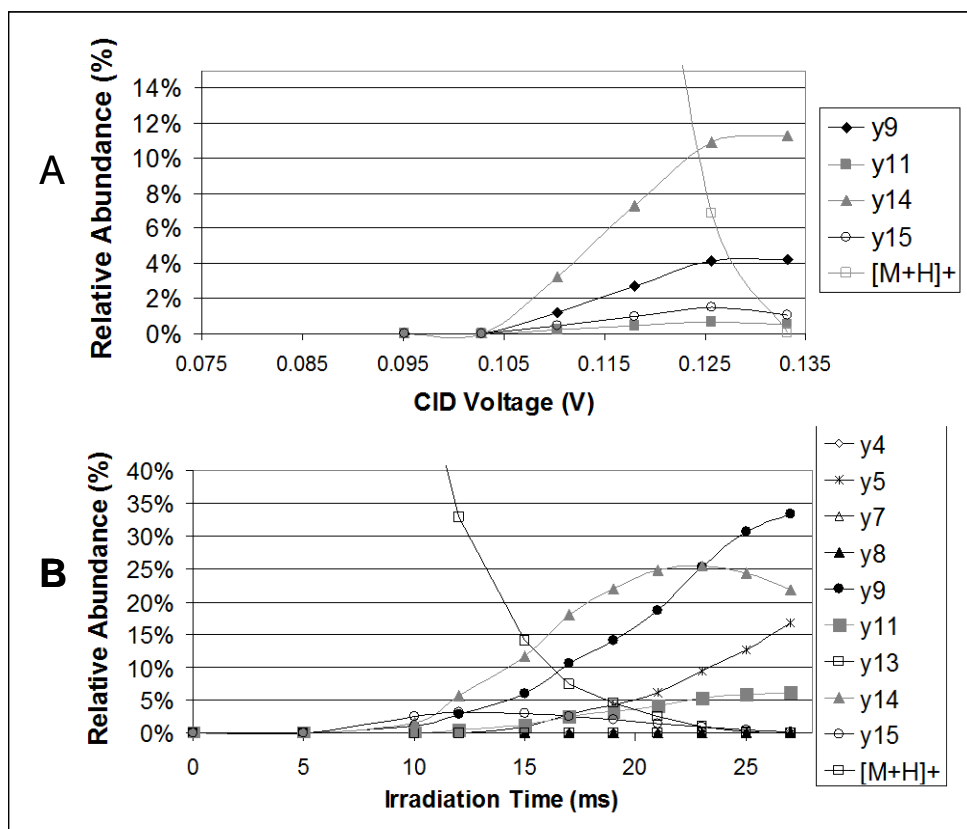 A
Relative Abundance (%)
14%
12%
10%
8%
6%
4%
2%
0%
0.075 0.085 0.095 0.105 0.115 0.125 0.135
CID Voltage (V)
y9
y11
y14
y15
[M+H]+
B
Relative Abundance (%)
40%
35%
30%
25%
20%
15%
10%
5%
0%
0 5 10 15 20 25
Irradiation Time (ms)
y4
y5
y7
y8
y9
y11
y13
y14
y15
[M+H]+